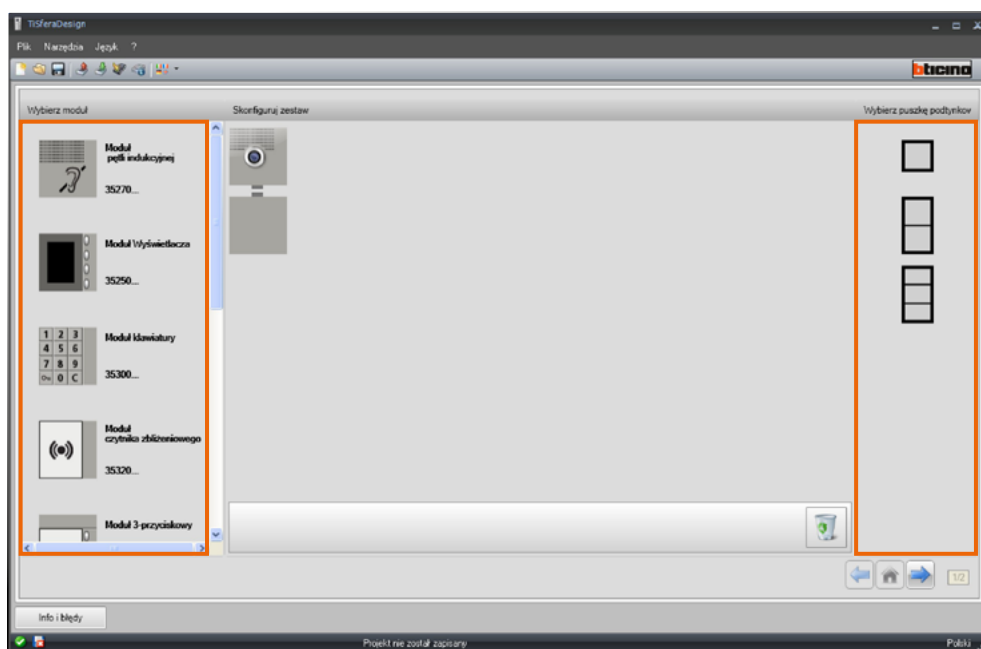 TiSferaDesign
Plik Narzędzia Język ?
bticino
Wybierz moduł
Skonfiguruj zestaw
Wybierz puszkę podtynkov
Moduł
pętli indukcyjnej
35270...
Moduł Wyświetlacza
35250...
1 2 3
4 5 6
7 8 9
0 C
Moduł klawiatury
35300...
Moduł
czytnika zbliżeniowego
35320...
Moduł 3-przyciskowy
1/2
Info i błędy
Projekt nie został zapisany
Polski